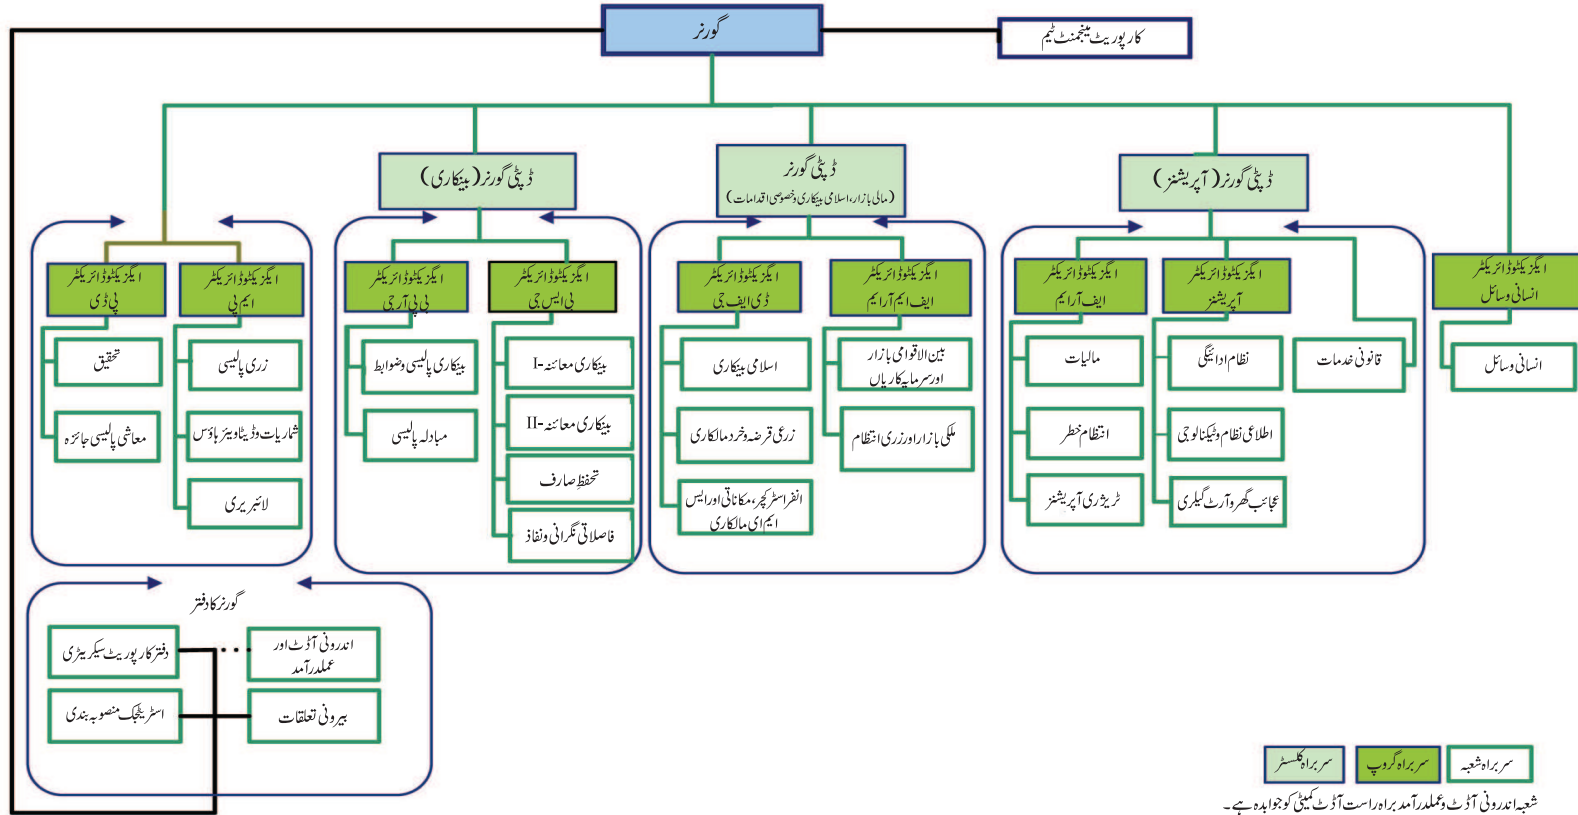 گورنر
کارپوریٹ مینجمنٹ ٹیم
ڈپٹی گورنر (آپریشنز)
ڈپٹی گورنر
(مالی بازار، اسلامی بینکاری و خصوصی اقدامات)
ڈپٹی گورنر (بینکاری)
ایگزیکٹو ڈائریکٹر
انسانی وسائل
ایگزیکٹو ڈائریکٹر
آپریشنز
ایگزیکٹو ڈائریکٹر
ایف آر ایم
ایگزیکٹو ڈائریکٹر
ایف ایم آر ایم
ایگزیکٹو ڈائریکٹر
ڈی ایف جی
ایگزیکٹو ڈائریکٹر
بی ایس جی
ایگزیکٹو ڈائریکٹر
بی پی آر جی
ایگزیکٹو ڈائریکٹر
ایم پی
ایگزیکٹو ڈائریکٹر
پی ڈی
انسانی وسائل
قانونی خدمات
نظام ادائیگی
اطلاعی نظام و ٹیکنالوجی
عجائب گھر و آرٹ گیلری
مالیات
انتظام خطر
ٹریژری آپریشنز
بین الاقوامی بازار
اور سرمایہ کاریاں
ملکی بازار اور زری انتظام
اسلامی بینکاری
زرعی قرضہ و خرد مالکاری
انفراسٹرکچر، مکاناتی اور ایس
ایم ای مالکاری
بینکاری معائنہ-I
بینکاری معائنہ-II
تحفظِ صارف
فاصلاتی نگرانی و نفاذ
بینکاری پالیسی و ضوابط
مبادلہ پالیسی
زری پالیسی
شماریات و ڈیٹا ویئر ہاؤس
لائبریری
تحقیق
معاشی پالیسی جائزہ
گورنر کا دفتر
اندرونی آڈٹ اور
عملدرآمد
دفتر کارپوریٹ سیکریٹری
بیرونی تعلقات
اسٹریٹجک منصوبہ بندی
سربراہ شعبہ
سربراہ گروپ
سربراہ کلسٹر
شعبہ اندرونی آڈٹ و عملدرآمد براہ راست آڈٹ کمیٹی کو جوابدہ ہے۔